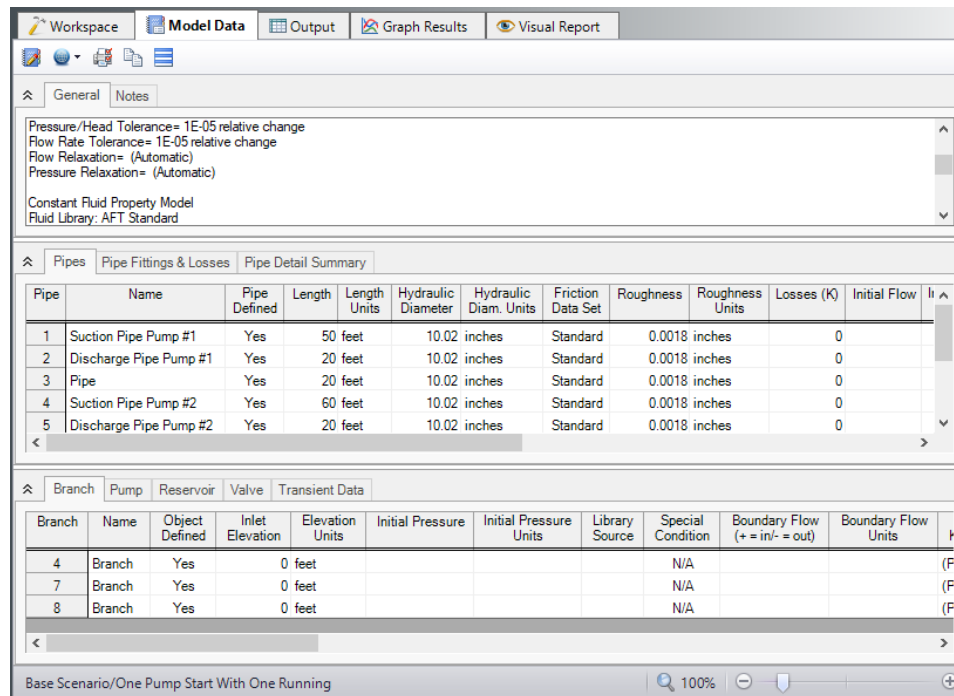 Workspace Model Data Output Graph Results Visual Report
General Notes
Pressure/Head Tolerance= 1E-05 relative change
Flow Rate Tolerance= 1E-05 relative change
Flow Relaxation= (Automatic)
Pressure Relaxation= (Automatic)
Constant Fluid Property Model
Fluid Library: AFT Standard
Pipes Pipe Fittings & Losses Pipe Detail Summary
Pipe Name Pipe Defined Length Length Units Hydraulic Diameter Hydraulic Diam. Units Friction Data Set Roughness Roughness Units Losses (K) Initial Flow
1 Suction Pipe Pump #1 Yes 50 feet 10.02 inches Standard 0.0018 inches 0
2 Discharge Pipe Pump #1 Yes 20 feet 10.02 inches Standard 0.0018 inches 0
3 Pipe Yes 20 feet 10.02 inches Standard 0.0018 inches 0
4 Suction Pipe Pump #2 Yes 60 feet 10.02 inches Standard 0.0018 inches 0
5 Discharge Pipe Pump #2 Yes 20 feet 10.02 inches Standard 0.0018 inches 0
Branch Pump Reservoir Valve Transient Data
Branch Name Object Defined Inlet Elevation Elevation Units Initial Pressure Initial Pressure Units Library Source Special Condition Boundary Flow (+ = in/- = out) Boundary Flow Units
4 Branch Yes 0 feet N/A (F
7 Branch Yes 0 feet N/A (F
8 Branch Yes 0 feet N/A (F
Base Scenario/One Pump Start With One Running 100%